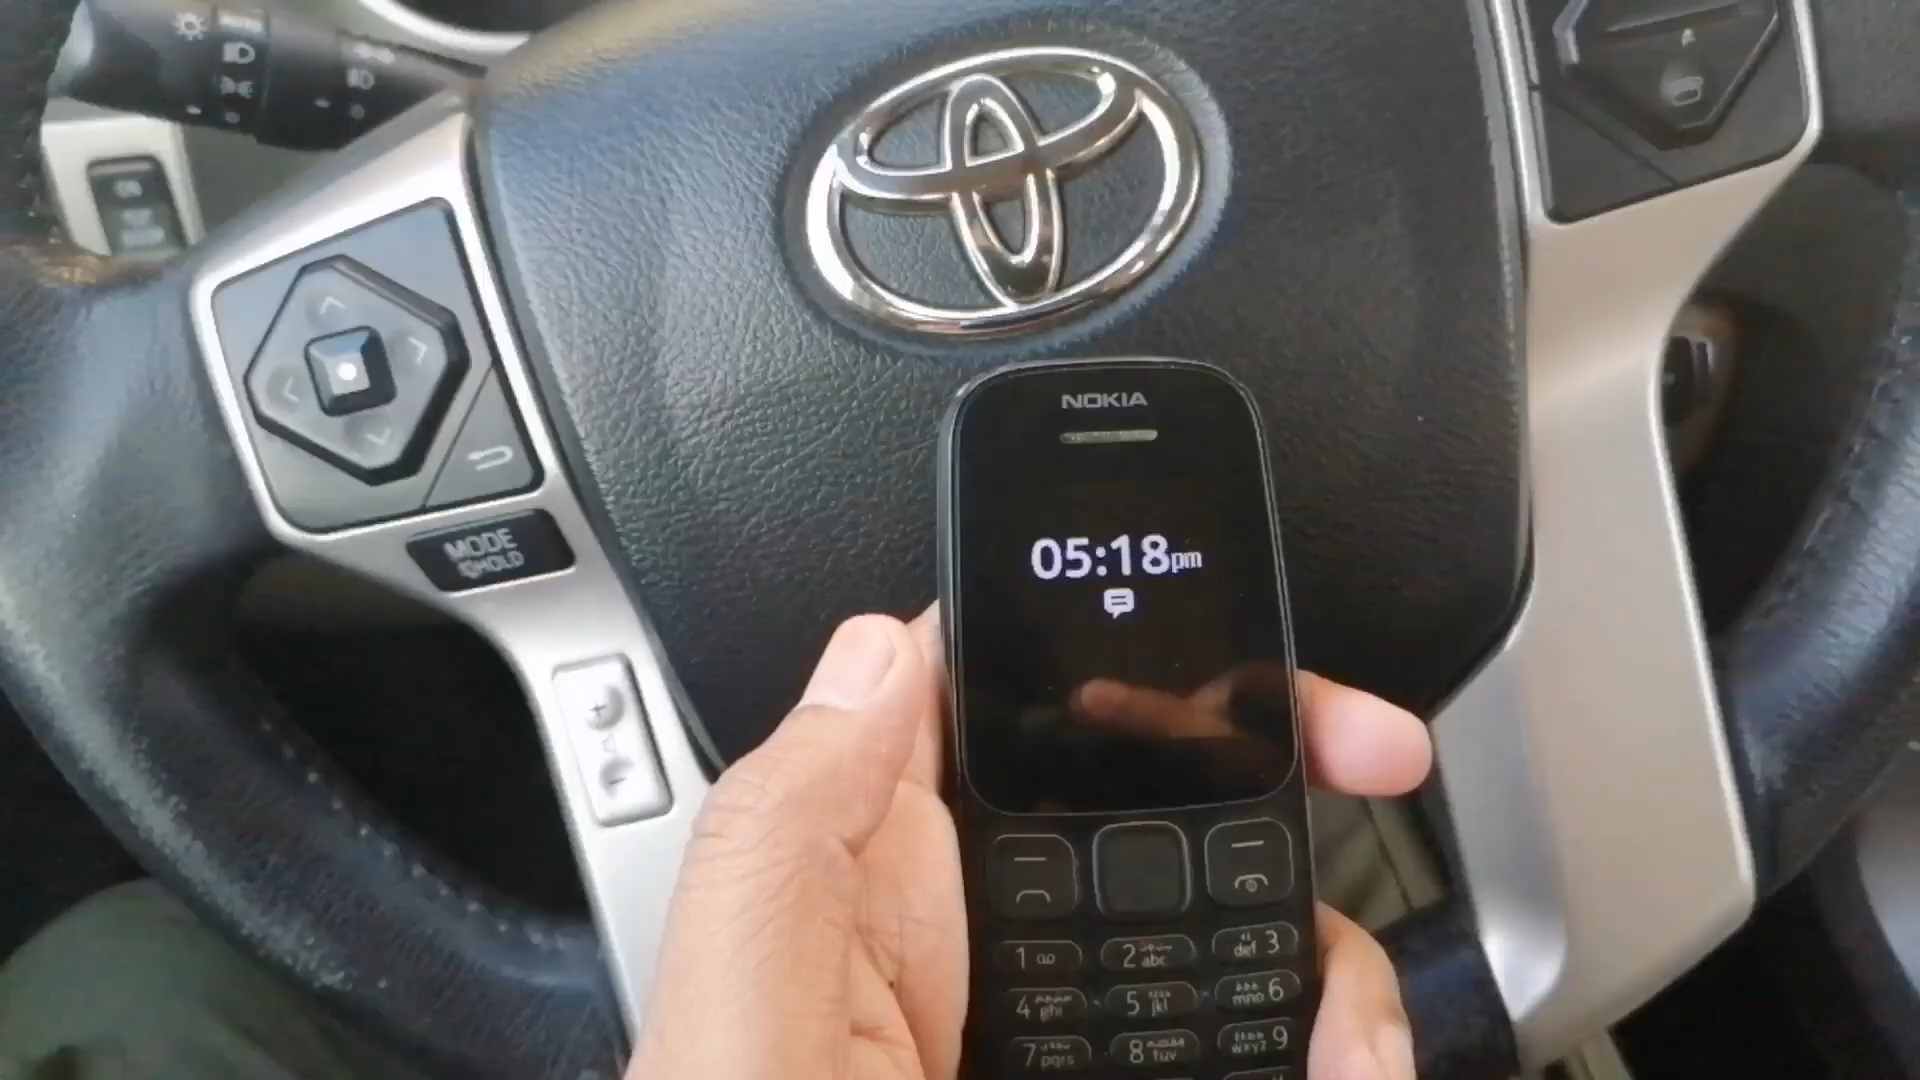 AUTO
MODE
HOLD
+
NOKIA
05:18pm
1
2 abc
def 3
4 ghi
5 jkl
mno 6
7 pqrs
8 tuv
wxyz 9